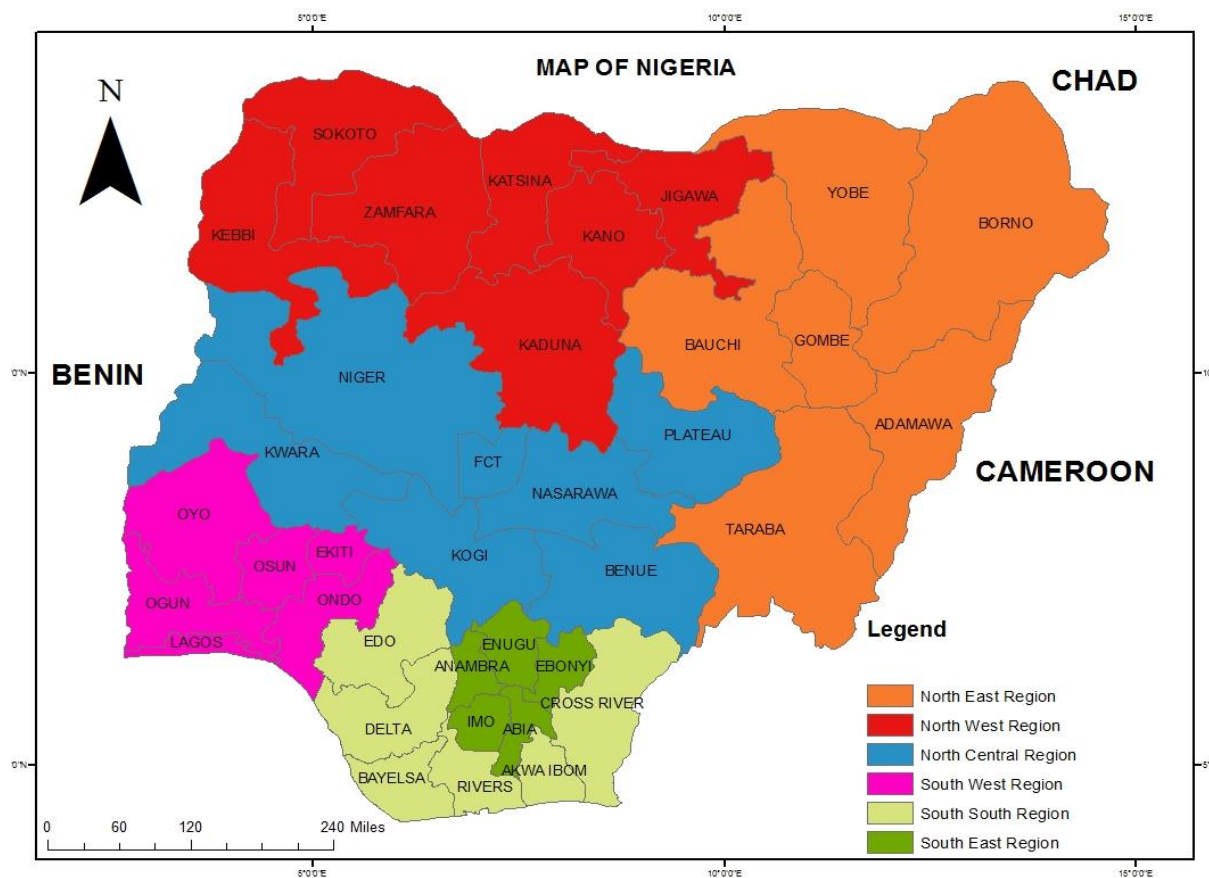 5°0'0"E 10°0'0"E 15°0'0"E
MAP OF NIGERIA
CHAD
N
SOKOTO
KATSINA
YOBE
JIGAWA
ZAMFARA
BORNO
KEBBI
KANO
BAUCHI
GOMBE
KADUNA
BENIN
NIGER
ADAMAWA
PLATEAU
KWARA
FCT
CAMEROON
NASARAWA
OYO
TARABA
EKITI
KOGI
OSUN
BENUE
OGUN
ONDO
Legend
LAGOS
EDO
ENUGU
ANAMBRA
EBONYI
North East Region
CROSS RIVER
IMO
DELTA
ABIA
North West Region
North Central Region
AKWA IBOM
BAYELSA
RIVERS
South West Region
South South Region
0 60 120 240 Miles
South East Region
5°0'0"E 10°0'0"E 15°0'0"E